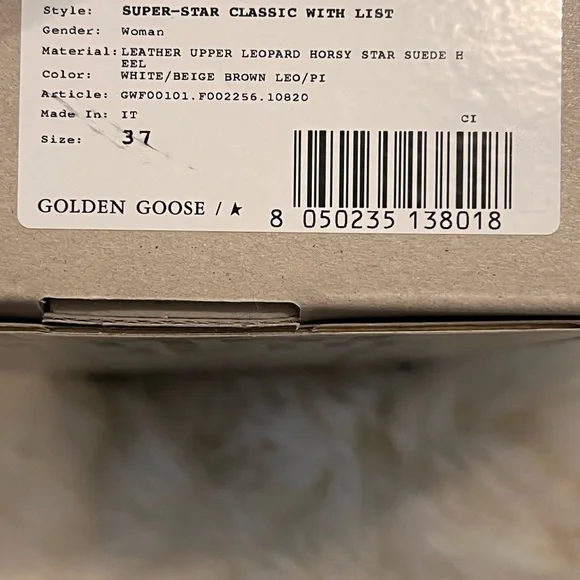 Style: SUPER-STAR CLASSIC WITH LIST
Gender: Woman
Material: LEATHER UPPER LEOPARD HORSY STAR SUEDE H
EEL
Color: WHITE/BEIGE BROWN LEO/PI
Article: GWF00101.F002256.10820
Made In: IT
CI
Size: 37
GOLDEN GOOSE / ★
8 050235 138018